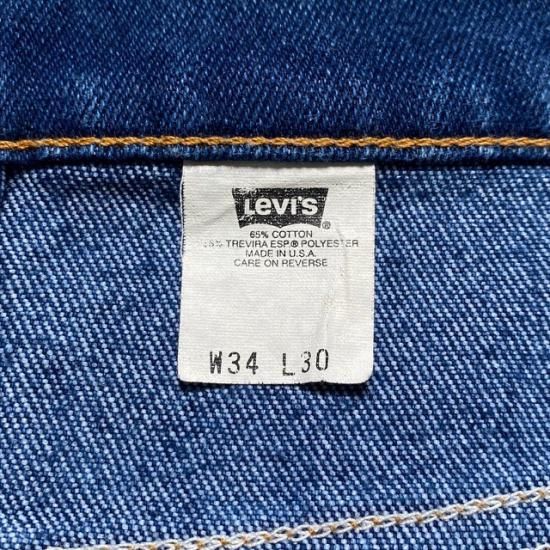 Levi's ®
65% COTTON
TREVIRA ESP® POLYESTER
MADE IN U.S.A.
CARE ON REVERSE
W34 L30